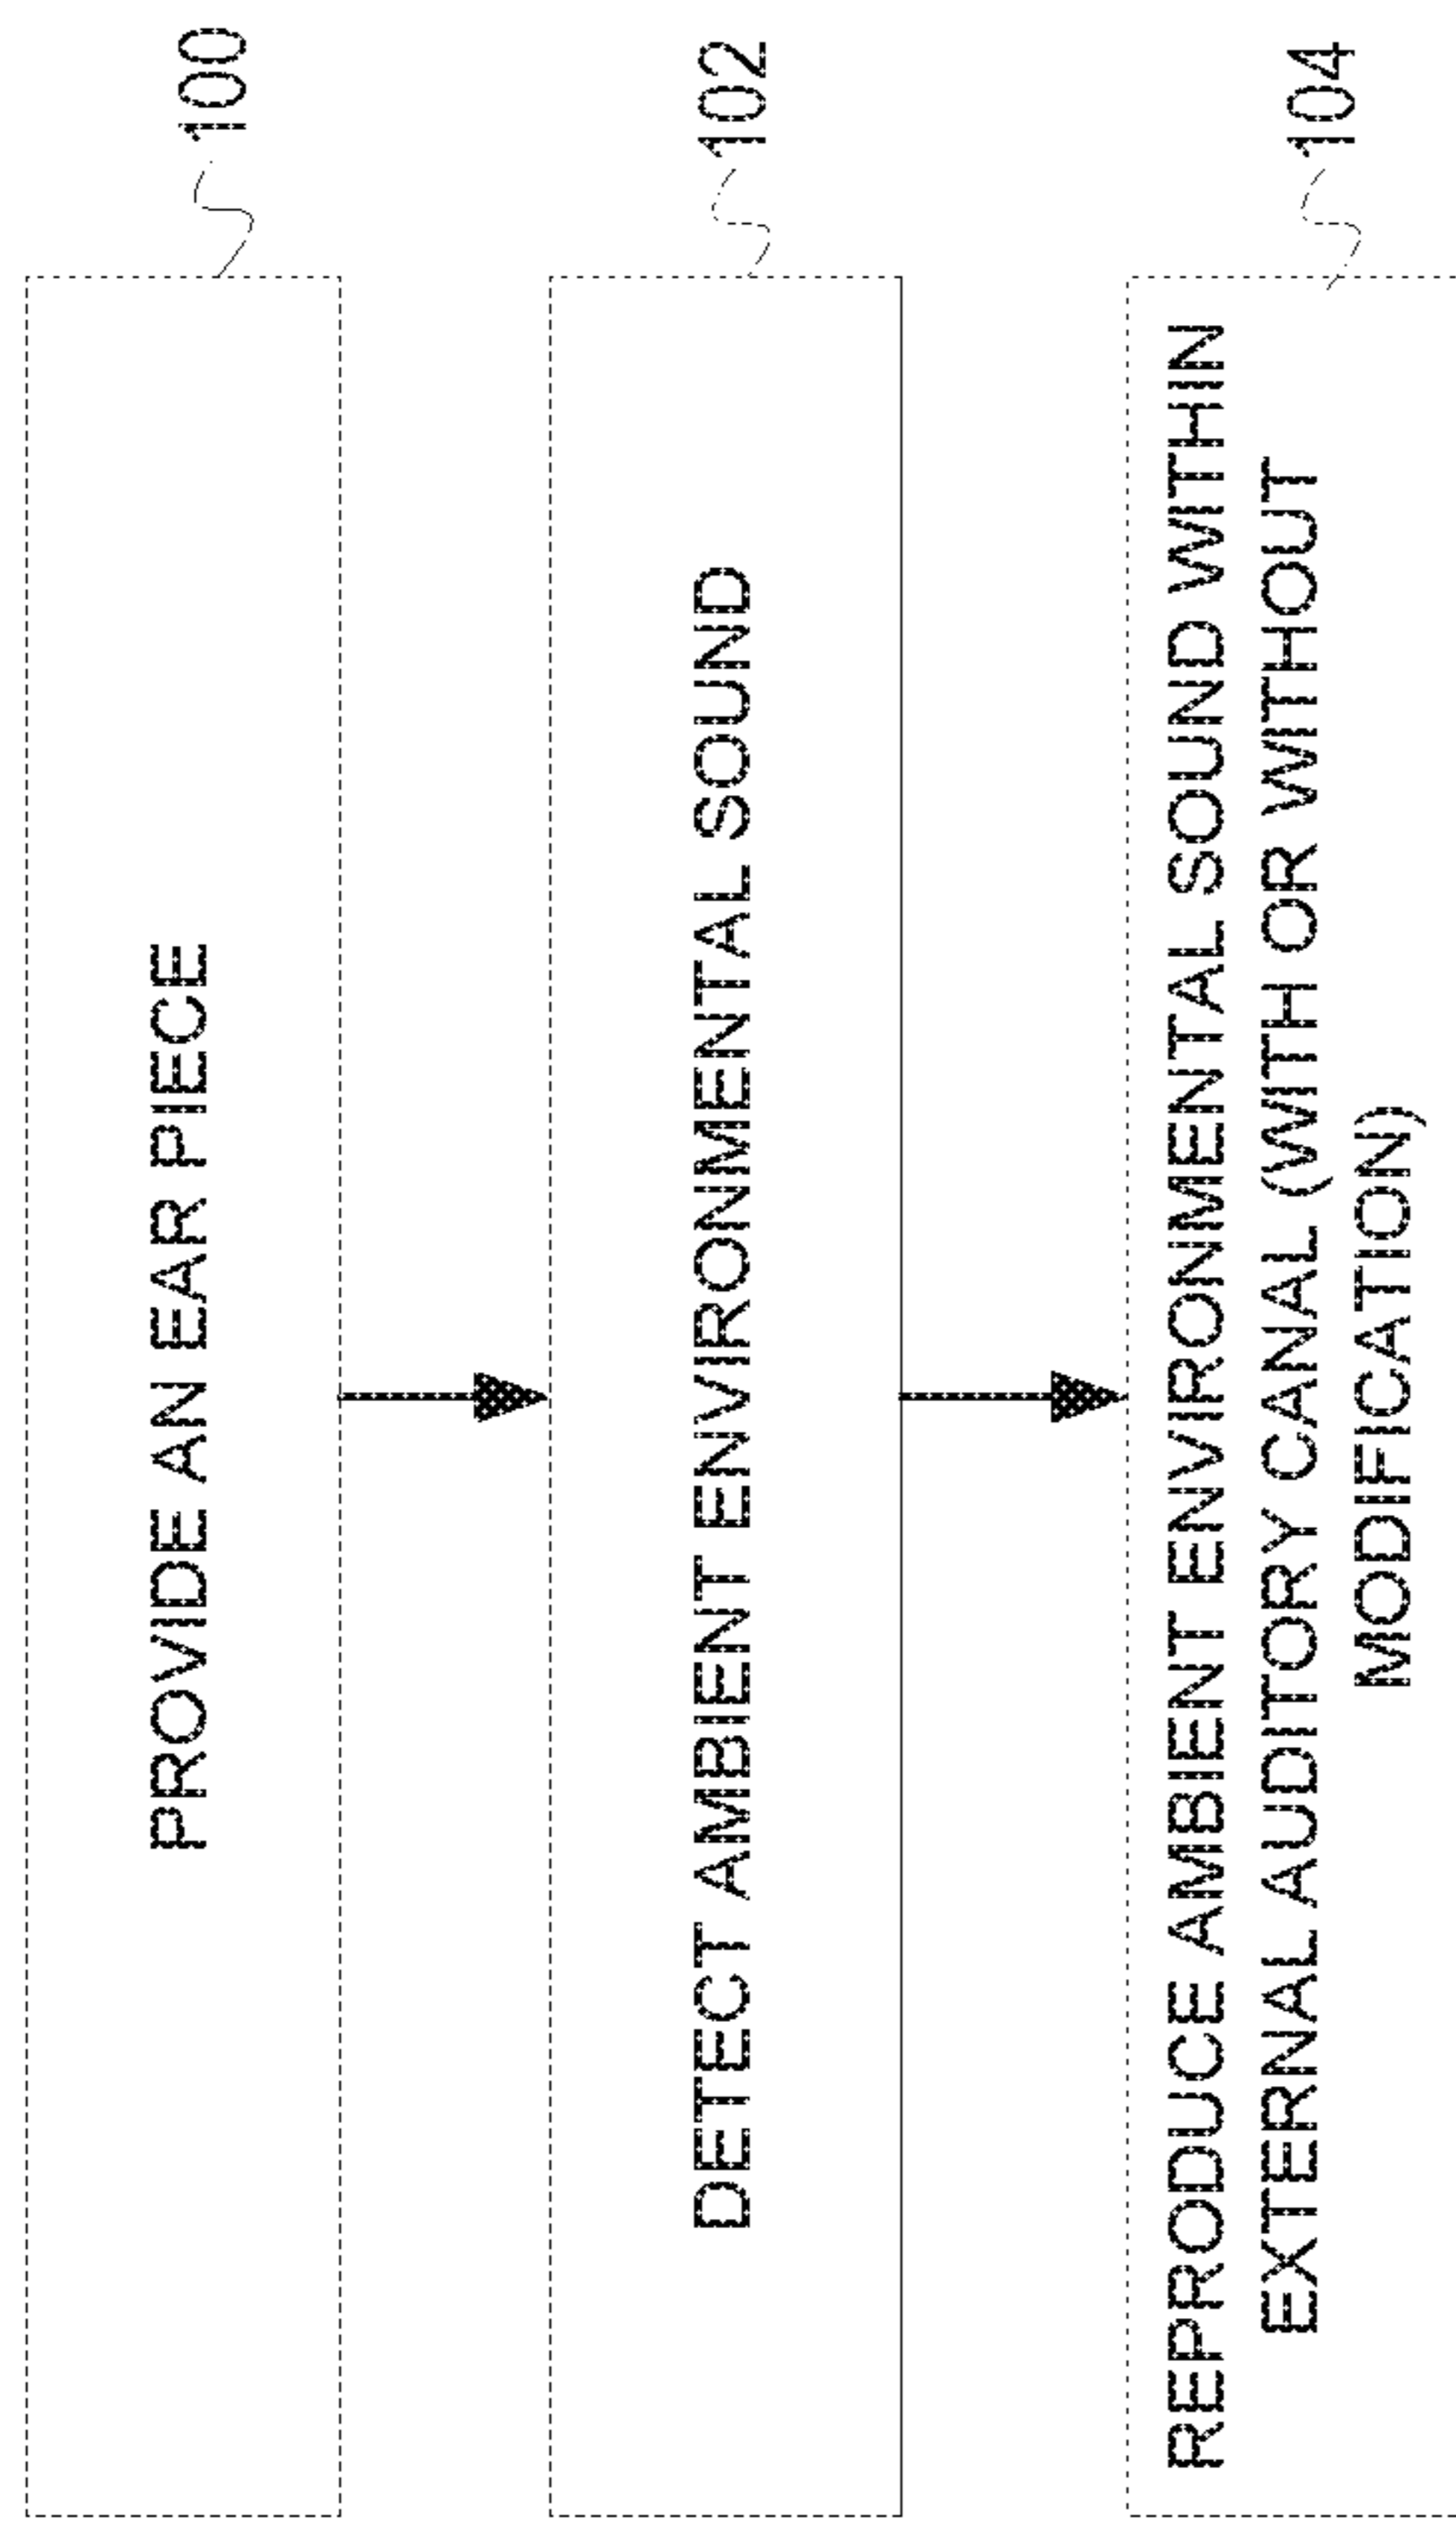 100
PROVIDE AN EAR PIECE
102
DETECT AMBIENT ENVIRONMENTAL SOUND
104
REPRODUCE AMBIENT ENVIRONMENTAL SOUND WITHIN
EXTERNAL AUDITORY CANAL (WITH OR WITHOUT
MODIFICATION)